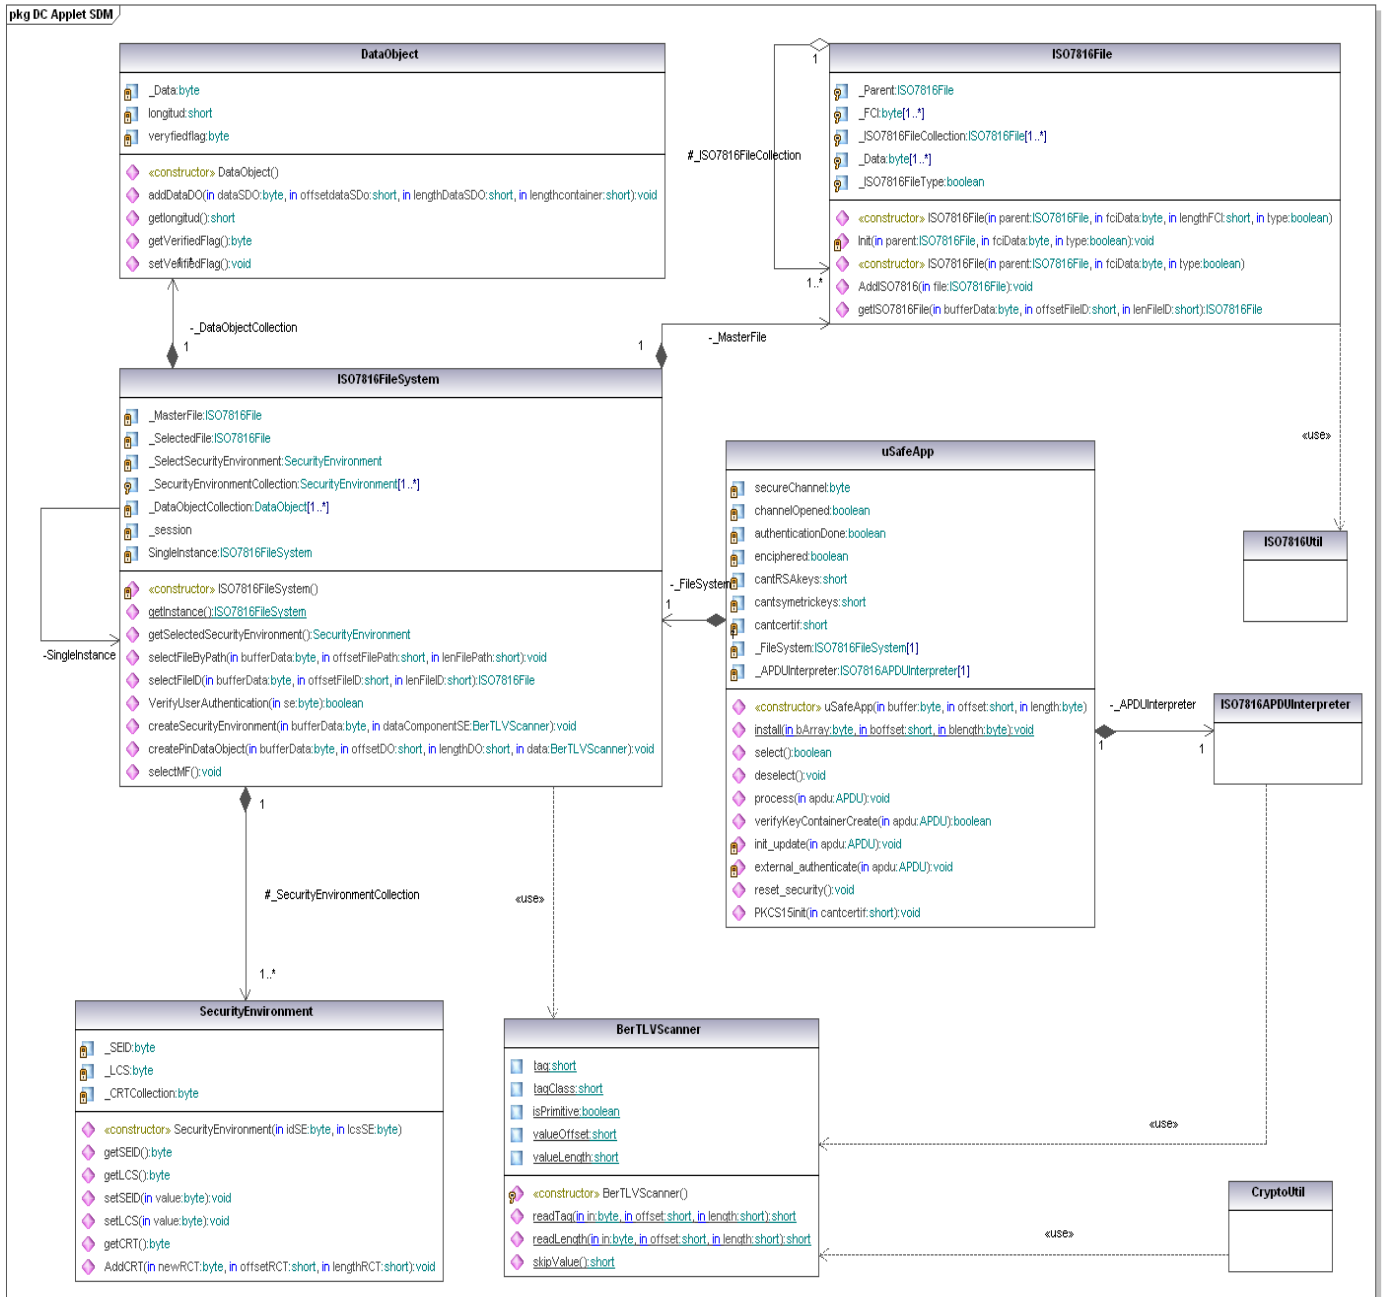 pkg DC Applet SDM
DataObject
_Data:byte
longitud:short
veryfiedflag:byte
«constructor» DataObject()
addDataDO(in dataSDO:byte, in offsetdataSDo:short, in lengthDataSDO:short, in lengthcontainer:short):void
getlongitud():short
getVerifiedFlag():byte
setVerifiedFlag():void
-_DataObjectCollection
1
ISO7816File
_Parent:ISO7816File
_FCI:byte[1..*]
_ISO7816FileCollection:ISO7816File[1..*]
_Data:byte[1..*]
_ISO7816FileType:boolean
«constructor» ISO7816File(in parent:ISO7816File, in fciData:byte, in lengthFCI:short, in type:boolean)
Init(in parent:ISO7816File, in fciData:byte, in type:boolean):void
«constructor» ISO7816File(in parent:ISO7816File, in fciData:byte, in type:boolean)
AddISO7816(in file:ISO7816File):void
getISO7816File(in bufferData:byte, in offsetFileID:short, in lenFileID:short):ISO7816File
1
#_ISO7816FileCollection
1..*
1
-_MasterFile
ISO7816FileSystem
_MasterFile:ISO7816File
_SelectedFile:ISO7816File
_SelectSecurityEnvironment:SecurityEnvironment
_SecurityEnvironmentCollection:SecurityEnvironment[1..*]
_DataObjectCollection:DataObject[1..*]
_session
SingleInstance:ISO7816FileSystem
«constructor» ISO7816FileSystem()
getInstance():ISO7816FileSystem
getSelectedSecurityEnvironment():SecurityEnvironment
selectFileByPath(in bufferData:byte, in offsetFilePath:short, in lenFilePath:short):void
selectFileID(in bufferData:byte, in offsetFileID:short, in lenFileID:short):ISO7816File
VerifyUserAuthentication(in se:byte):boolean
createSecurityEnvironment(in bufferData:byte, in dataComponentSE:BerTLVScanner):void
createPinDataObject(in bufferData:byte, in offsetDO:short, in lengthDO:short, in data:BerTLVScanner):void
selectMF():void
-SingleInstance
uSafeApp
secureChannel:byte
channelOpened:boolean
authenticationDone:boolean
enciphered:boolean
cantRSAkeys:short
cantsymetrickeys:short
cantcertif:short
_FileSystem:ISO7816FileSystem[1]
_APDUInterpreter:ISO7816APDUInterpreter[1]
«constructor» uSafeApp(in buffer:byte, in offset:short, in length:byte)
install(in bArray:byte, in boffset:short, in blength:byte):void
select():boolean
deselect():void
process(in apdu:APDU):void
verifyKeyContainerCreate(in apdu:APDU):boolean
init_update(in apdu:APDU):void
external_authenticate(in apdu:APDU):void
reset_security():void
PKCS15init(in cantcertif:short):void
-_FileSystem
1
1
«use»
ISO7816Util
-_APDUInterpreter
1
1
ISO7816APDUInterpreter
1
#_SecurityEnvironmentCollection
1..*
«use»
SecurityEnvironment
_SEID:byte
_LCS:byte
_CRTCollection:byte
«constructor» SecurityEnvironment(in idSE:byte, in lcsSE:byte)
getSEID():byte
getLCS():byte
setSEID(in value:byte):void
setLCS(in value:byte):void
getCRT():byte
AddCRT(in newRCT:byte, in offsetRCT:short, in lengthRCT:short):void
BerTLVScanner
tag:short
tagClass:short
isPrimitive:boolean
valueOffset:short
valueLength:short
«constructor» BerTLVScanner()
readTag(in in:byte, in offset:short, in length:short):short
readLength(in in:byte, in offset:short, in length:short):short
skipValue():short
«use»
«use»
CryptoUtil